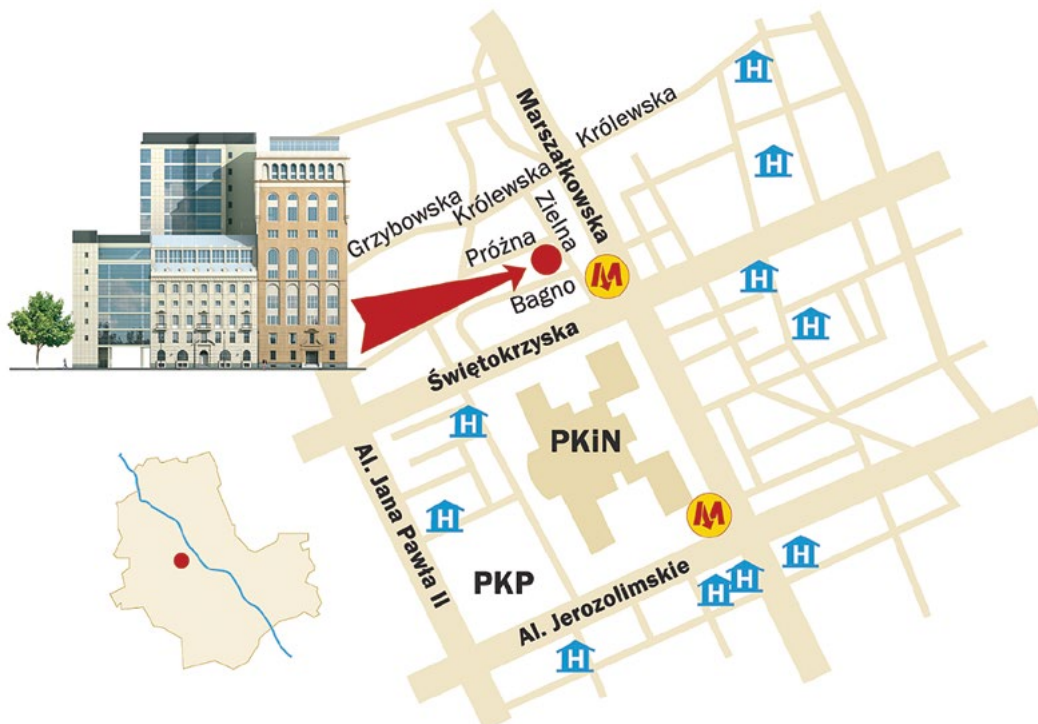 Marszałkowska
Królewska
Królewska
Grzybowska
Zielna
Próżna
Bagno
M
Świętokrzyska
PKiN
Al. Jana Pawła II
PKP
Al. Jerozolimskie
M
H
H
H
H
H
H
H
H
H
H